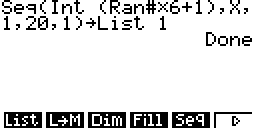 Seq(Int (Ran#×6+1),X,
1,20,1)→List 1
Done
List L→M Dim Fill Seq ▷